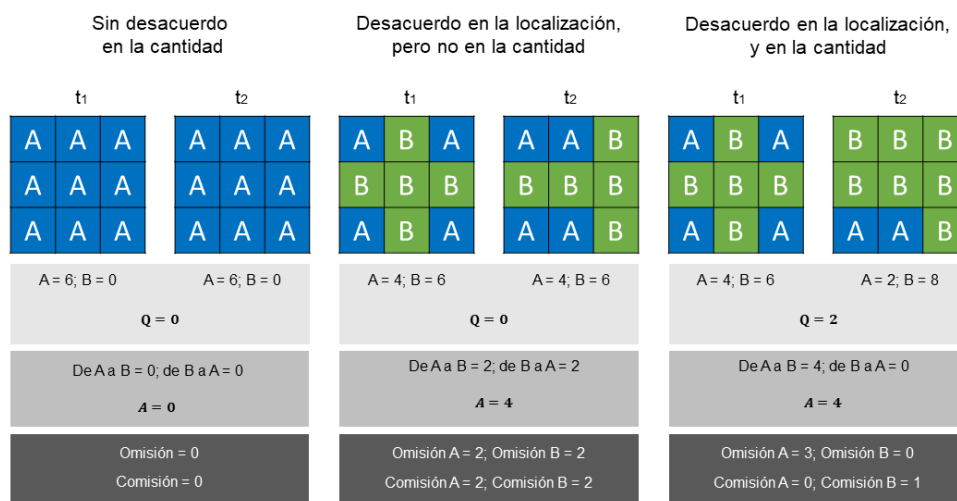 Sin desacuerdo
en la cantidad
Desacuerdo en la localización,
pero no en la cantidad
Desacuerdo en la localización,
y en la cantidad
t1 t2 t1 t2 t1 t2
A A A A A A A B A A A B A B A B B B
A A A A A A B B B B B B B B B B B B
A A A A A A A B A A A B A B A A A B
A = 6; B = 0 A = 6; B = 0 A = 4; B = 6 A = 4; B = 6 A = 4; B = 6 A = 2; B = 8
Q = 0 Q = 0 Q = 2
De A a B = 0; de B a A = 0 De A a B = 2; de B a A = 2 De A a B = 4; de B a A = 0
A = 0 A = 4 A = 4
Omisión = 0 Omisión A = 2; Omisión B = 2 Omisión A = 3; Omisión B = 0
Comisión = 0 Comisión A = 2; Comisión B = 2 Comisión A = 0; Comisión B = 1